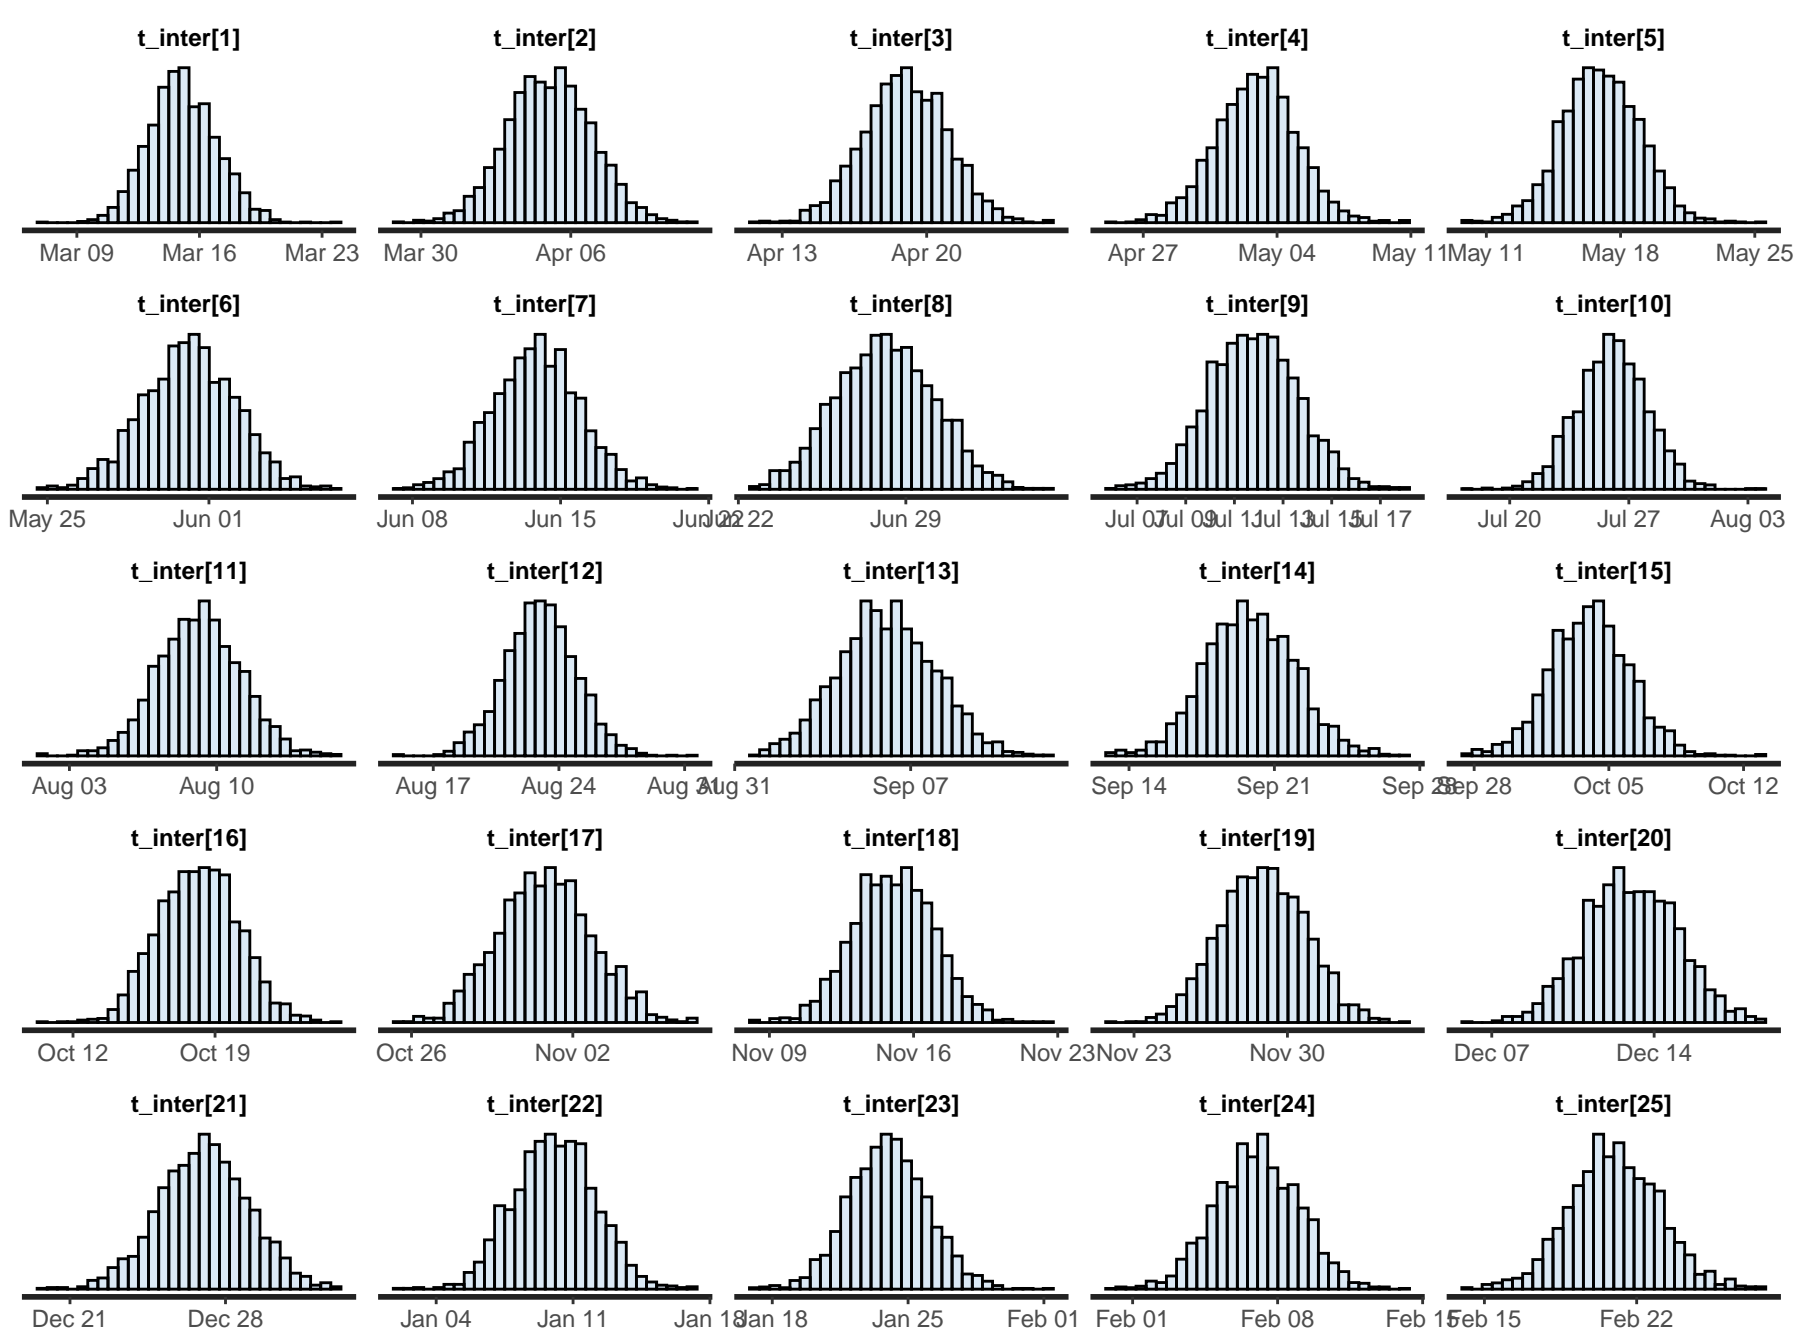 t_inter[1] t_inter[2] t_inter[3] t_inter[4] t_inter[5]
Mar 09 Mar 16 Mar 23 Mar 30 Apr 06 Apr 13 Apr 20 Apr 27 May 04 May 11 May 11 May 18 May 25
t_inter[6] t_inter[7] t_inter[8] t_inter[9] t_inter[10]
May 25 Jun 01 Jun 08 Jun 15 Jun 22 Jun 22 Jun 29 Jul 07 Jul 09 Jul 11 Jul 13 Jul 15 Jul 17 Jul 20 Jul 27 Aug 03
t_inter[11] t_inter[12] t_inter[13] t_inter[14] t_inter[15]
Aug 03 Aug 10 Aug 17 Aug 24 Aug 31 Aug 31 Sep 07 Sep 14 Sep 21 Sep 28 Sep 28 Oct 05 Oct 12
t_inter[16] t_inter[17] t_inter[18] t_inter[19] t_inter[20]
Oct 12 Oct 19 Oct 26 Nov 02 Nov 09 Nov 16 Nov 23 Nov 23 Nov 30 Dec 07 Dec 14
t_inter[21] t_inter[22] t_inter[23] t_inter[24] t_inter[25]
Dec 21 Dec 28 Jan 04 Jan 11 Jan 18 Jan 18 Jan 25 Feb 01 Feb 01 Feb 08 Feb 15 Feb 15 Feb 22